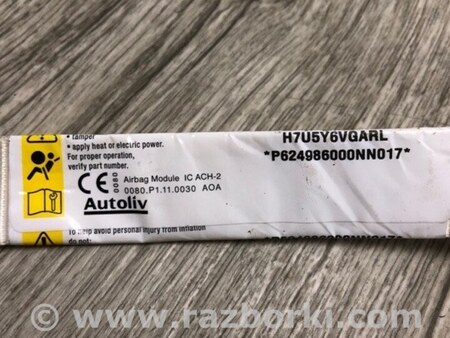 • tamper
• apply heat or electric power.
For proper operation,
verify part number.
H7U5Y6VGARL
*P624986000NN017*
CE 0080
Airbag Module IC ACH-2
0080.P1.11.0030 AOA
Autoliv
To help avoid personal injury from inflation
do not:
© www.razborki.com